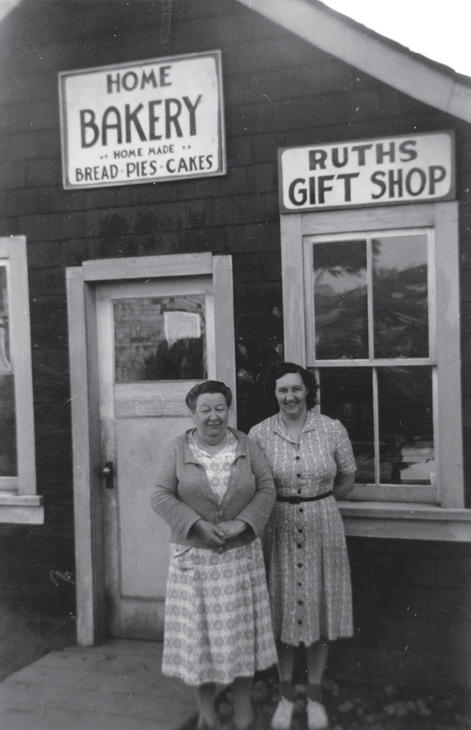 HOME
BAKERY
•• HOME MADE ••
BREAD • PIES • CAKES
RUTHS
GIFT SHOP